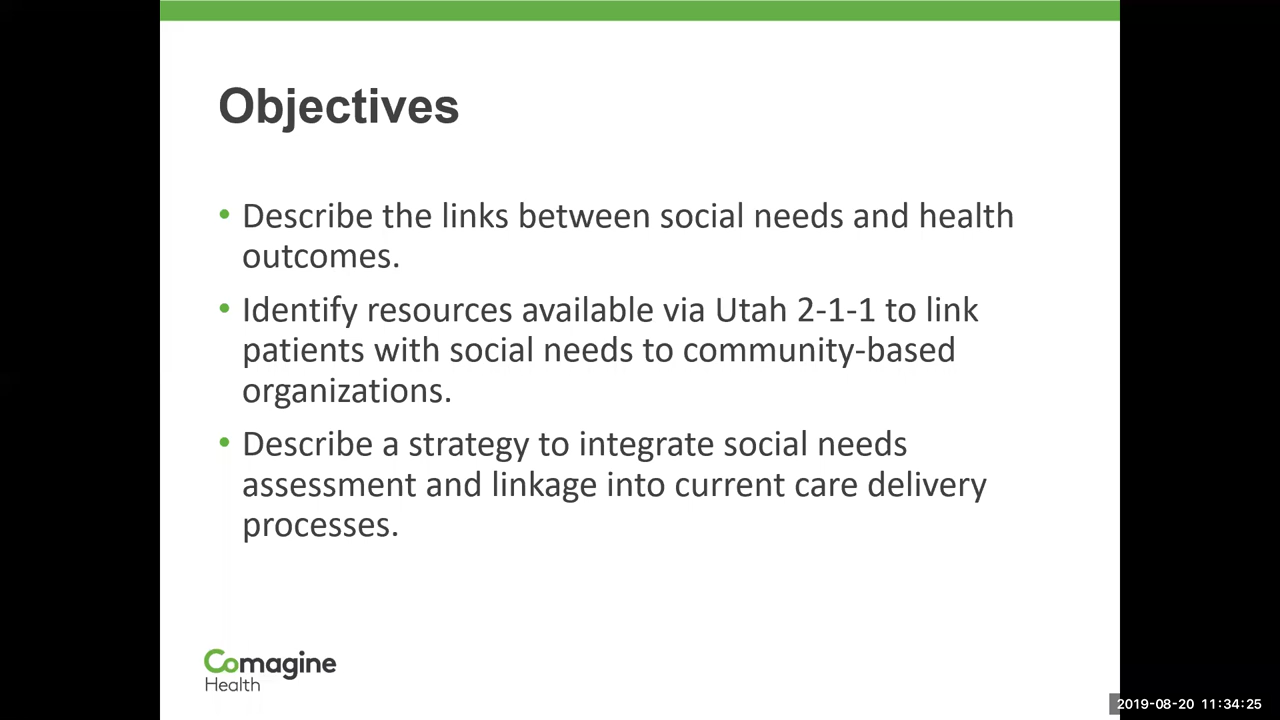 Objectives
• Describe the links between social needs and health
outcomes.
• Identify resources available via Utah 2-1-1 to link
patients with social needs to community-based
organizations.
• Describe a strategy to integrate social needs
assessment and linkage into current care delivery
processes.
Comagine
Health
2019-08-20 11:34:25